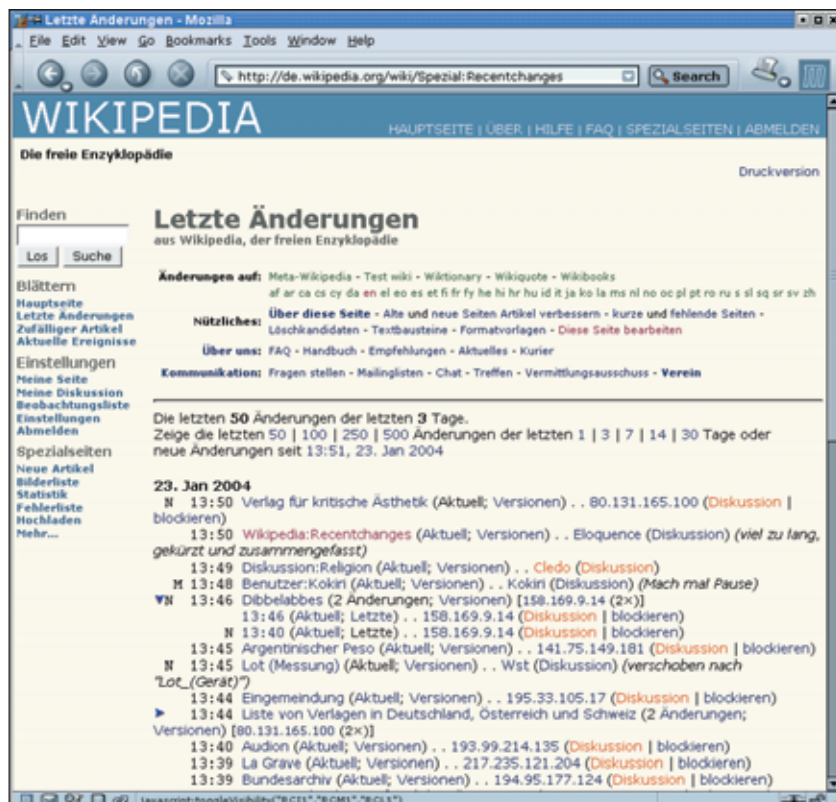 Letzte Änderungen - Mozilla
File Edit View Go Bookmarks Tools Window Help
http://de.wikipedia.org/wiki/Spezial:Recentchanges Search
WIKIPEDIA
HAUPTSEITE | ÜBER | HILFE | FAQ | SPEZIALSEITEN | ABMELDEN
Die freie Enzyklopädie
Druckversion
Finden
Los Suche
Blättern
Hauptseite
Letzte Änderungen
Zufälliger Artikel
Aktuelle Ereignisse
Einstellungen
Meine Seite
Meine Diskussion
Beobachtungsliste
Einstellungen
Abmelden
Spezialseiten
Neue Artikel
Bilderliste
Statistik
Fehlerliste
Hochladen
Mehr...
Letzte Änderungen
aus Wikipedia, der freien Enzyklopädie
Änderungen auf: Meta-Wikipedia - Test wiki - Wiktionary - Wikiquote - Wikibooks
af ar ca cs cy da en el eo es et fi fr fy he hi hr hu id it ja ko la ms nl no oc pl pt ro ru s sl sq sr sv zh
Nützliches: Über diese Seite - Alte und neue Seiten Artikel verbessern - kurze und fehlende Seiten -
Löschkandidaten - Textbausteine - Formatvorlagen - Diese Seite bearbeiten
Über uns: FAQ - Handbuch - Empfehlungen - Aktuelles - Kurier
Kommunikation: Fragen stellen - Mailinglisten - Chat - Treffen - Vermittlungsausschuss - Verein
Die letzten 50 Änderungen der letzten 3 Tage.
Zeige die letzten 50 | 100 | 250 | 500 Änderungen der letzten 1 | 3 | 7 | 14 | 30 Tage oder
neue Änderungen seit 13:51, 23. Jan 2004
23. Jan 2004
N 13:50 Verlag für kritische Ästhetik (Aktuell; Versionen) . . 80.131.165.100 (Diskussion |
blockieren)
13:50 Wikipedia:Recentchanges (Aktuell; Versionen) . . Eloquence (Diskussion) (viel zu lang,
gekürzt und zusammengefasst)
13:49 Diskussion:Religion (Aktuell; Versionen) . . Cledo (Diskussion)
M 13:48 Benutzer:Kokiri (Aktuell; Versionen) . . Kokiri (Diskussion) (Mach mal Pause)
N 13:46 Dibbelabbes (2 Änderungen; Versionen) [158.169.9.14 (2×)]
13:46 (Aktuell; Letzte) . . 158.169.9.14 (Diskussion | blockieren)
N 13:40 (Aktuell; Letzte) . . 158.169.9.14 (Diskussion | blockieren)
13:45 Argentinischer Peso (Aktuell; Versionen) . . 141.75.149.181 (Diskussion | blockieren)
N 13:45 Lot (Messung) (Aktuell; Versionen) . . Wst (Diskussion) (verschoben nach
"Lot_(Gerät)")
13:44 Eingemeindung (Aktuell; Versionen) . . 195.33.105.17 (Diskussion | blockieren)
13:44 Liste von Verlagen in Deutschland, Österreich und Schweiz (2 Änderungen;
Versionen) [80.131.165.100 (2×)]
13:40 Audion (Aktuell; Versionen) . . 193.99.214.135 (Diskussion | blockieren)
13:39 La Grave (Aktuell; Versionen) . . 217.235.121.204 (Diskussion | blockieren)
13:39 Bundesarchiv (Aktuell; Versionen) . . 194.95.177.124 (Diskussion | blockieren)